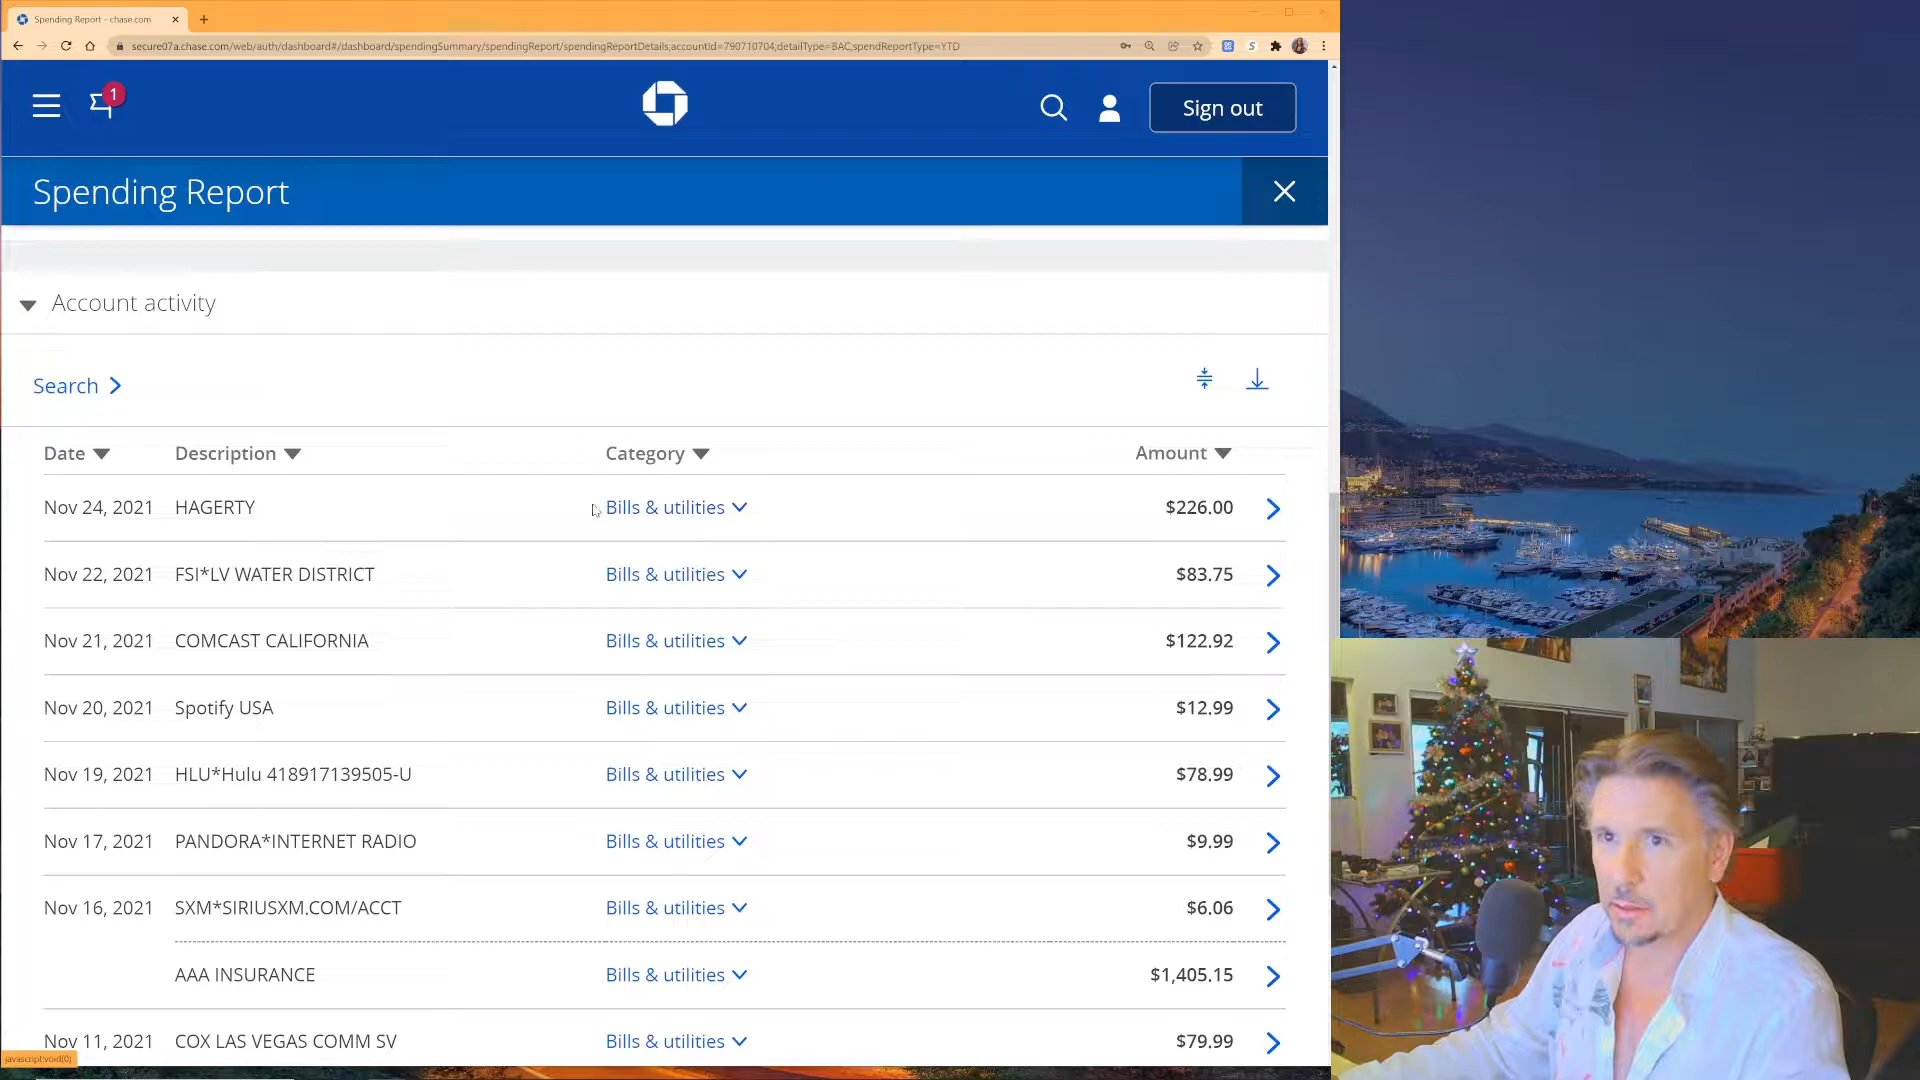 Spending Report - chase.com
secure07a.chase.com/web/auth/dashboard#/dashboard/spendingSummary/spendingReport/spendingReportDetails;accountId=790710704;detailType=BAC;spendReportType=YTD
1
Sign out
Spending Report
Account activity
Search
Date Description Category Amount
Nov 24, 2021 HAGERTY Bills & utilities $226.00
Nov 22, 2021 FSI*LV WATER DISTRICT Bills & utilities $83.75
Nov 21, 2021 COMCAST CALIFORNIA Bills & utilities $122.92
Nov 20, 2021 Spotify USA Bills & utilities $12.99
Nov 19, 2021 HLU*Hulu 418917139505-U Bills & utilities $78.99
Nov 17, 2021 PANDORA*INTERNET RADIO Bills & utilities $9.99
Nov 16, 2021 SXM*SIRIUSXM.COM/ACCT Bills & utilities $6.06
AAA INSURANCE Bills & utilities $1,405.15
Nov 11, 2021 COX LAS VEGAS COMM SV Bills & utilities $79.99
javascript:void(0)